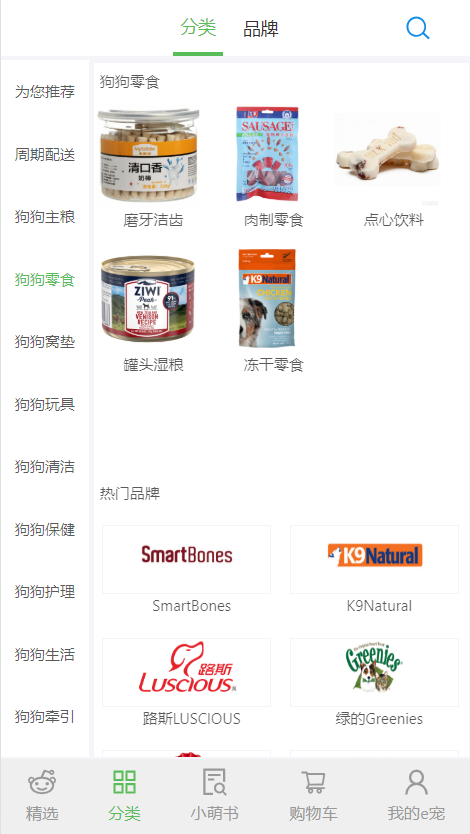 分类
品牌
为您推荐
周期配送
狗狗主粮
狗狗零食
狗狗窝垫
狗狗玩具
狗狗清洁
狗狗保健
狗狗护理
狗狗生活
狗狗牵引
狗狗零食
清口香
奶棒
SAUSAGE
磨牙洁齿
肉制零食
点心饮料
ZIWI
Peak
VENISON
RECIPE
K9 NATURAL
CHICKEN
罐头湿粮
冻干零食
热门品牌
SmartBones
K9Natural
SmartBones
K9Natural
路斯
LUSCIOUS
Greenies
路斯LUSCIOUS
绿的Greenies
精选
分类
小萌书
购物车
我的e宠